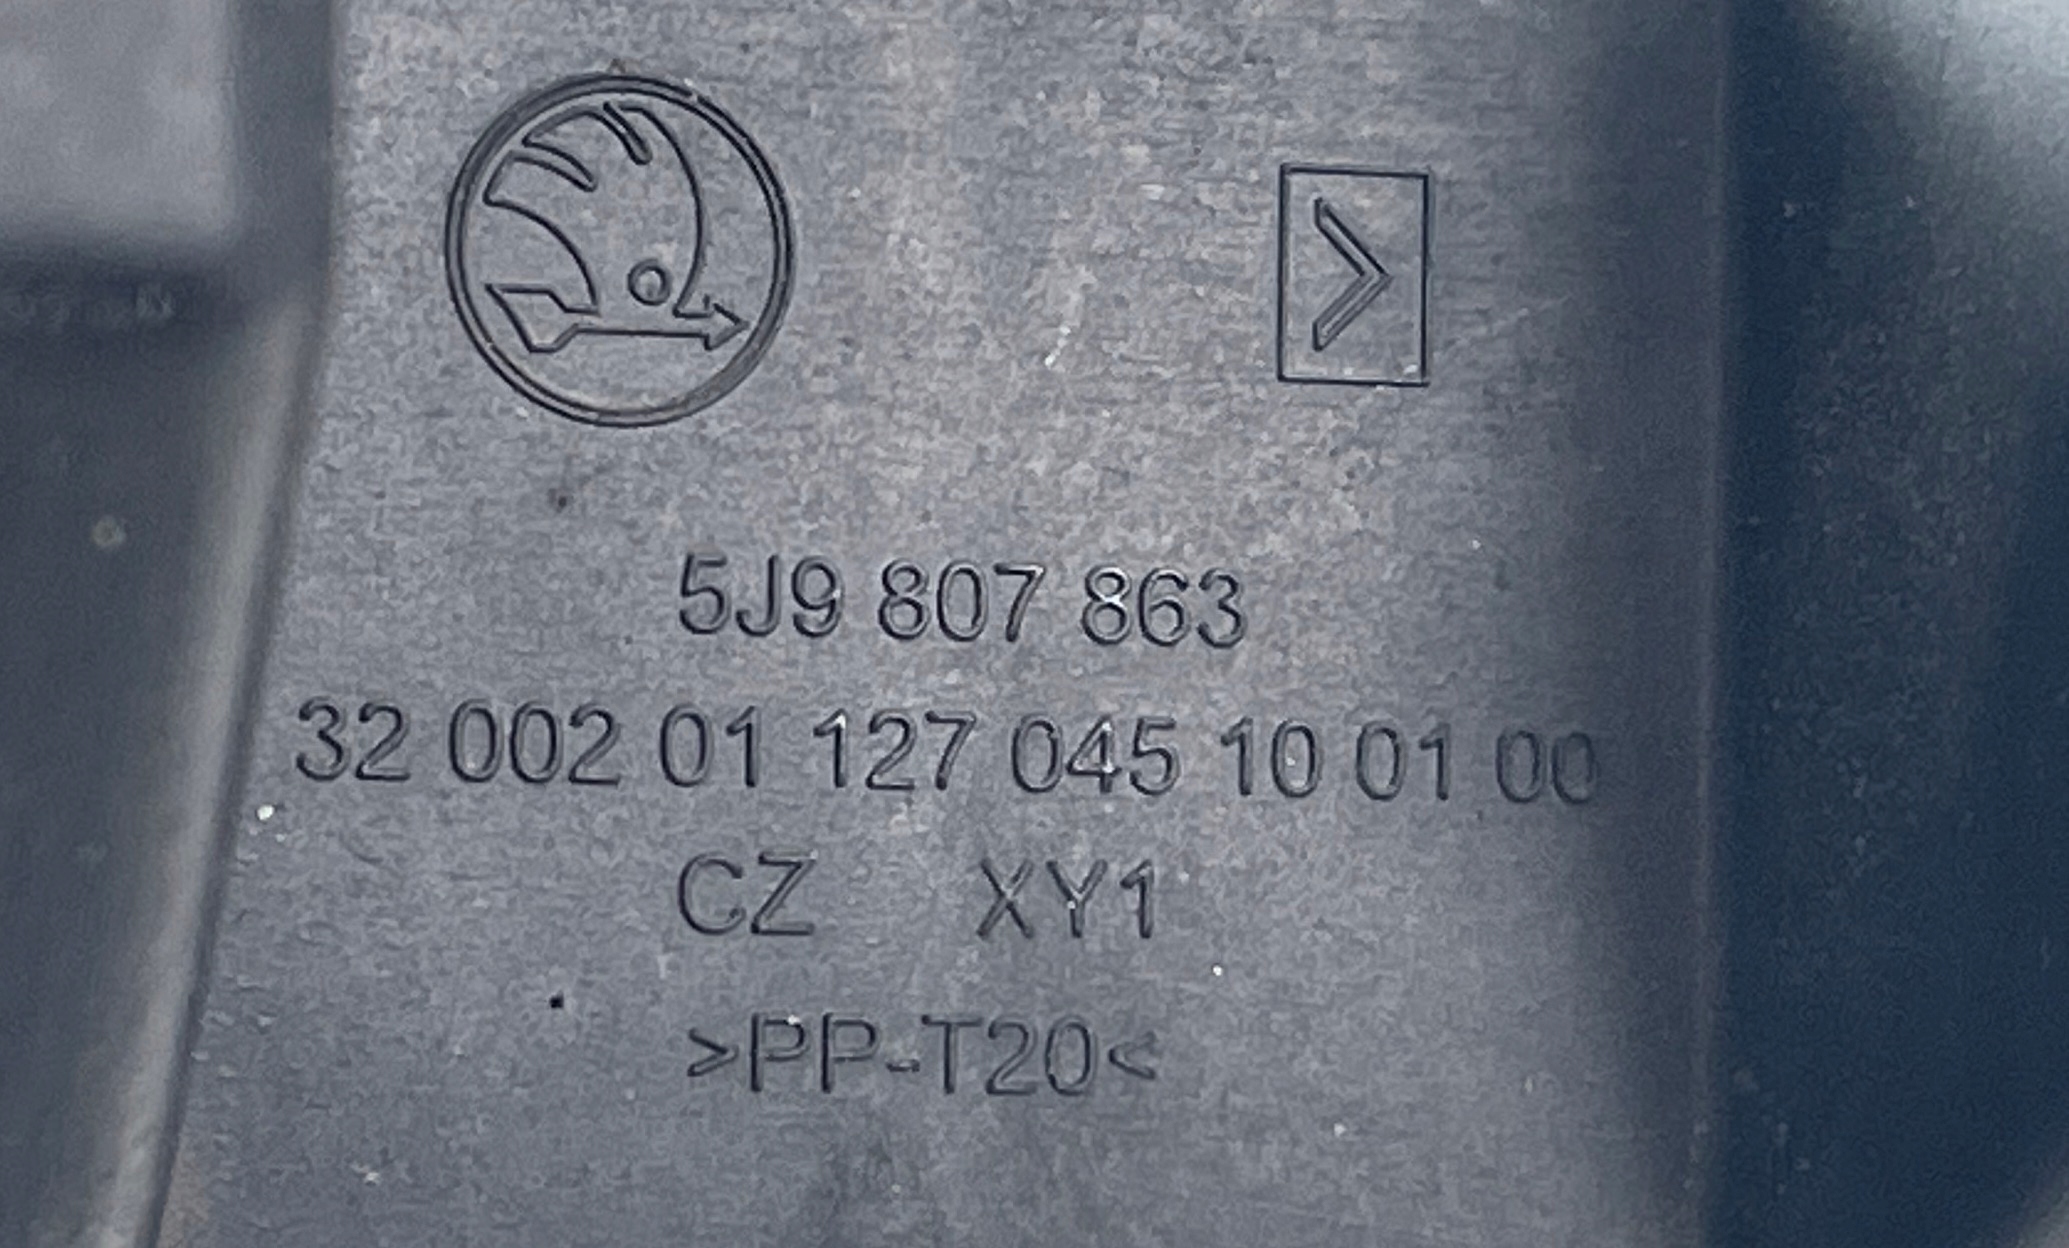 5J9 807 863
32 002 01 127 045 10 01 00
CZ XY1
>PP-T20<